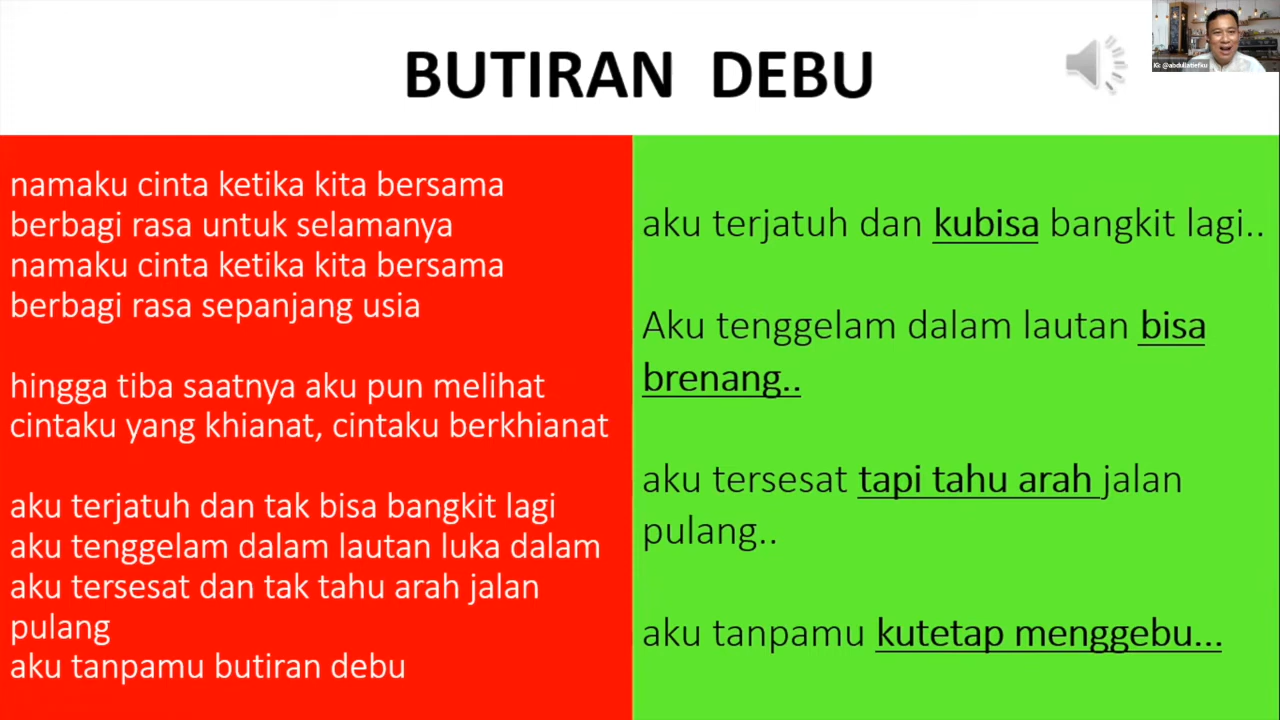 BUTIRAN DEBU
IG: @abdullatiefku
namaku cinta ketika kita bersama
berbagi rasa untuk selamanya
namaku cinta ketika kita bersama
berbagi rasa sepanjang usia
hingga tiba saatnya aku pun melihat
cintaku yang khianat, cintaku berkhianat
aku terjatuh dan tak bisa bangkit lagi
aku tenggelam dalam lautan luka dalam
aku tersesat dan tak tahu arah jalan
pulang
aku tanpamu butiran debu
aku terjatuh dan kubisa bangkit lagi..
Aku tenggelam dalam lautan bisa
brenang..
aku tersesat tapi tahu arah jalan
pulang..
aku tanpamu kutetap menggebu...